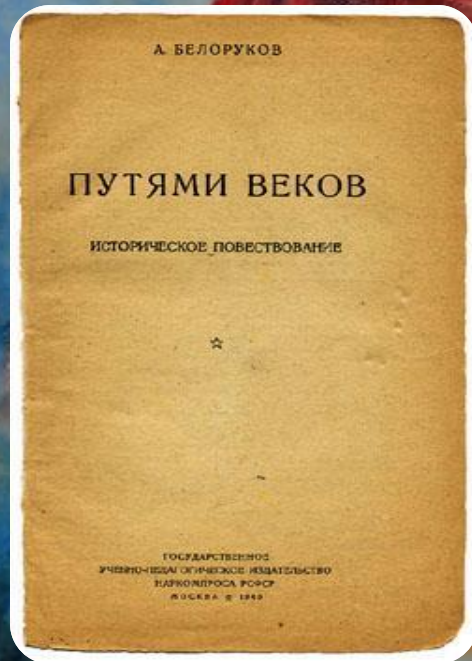 А. БЕЛОРУКОВ
ПУТЯМИ ВЕКОВ
ИСТОРИЧЕСКОЕ ПОВЕСТВОВАНИЕ
☆
ГОСУДАРСТВЕННОЕ
УЧЕБНО-ПЕДАГОГИЧЕСКОЕ ИЗДАТЕЛЬСТВО
НАРКОМПРОСА РСФСР
МОСКВА